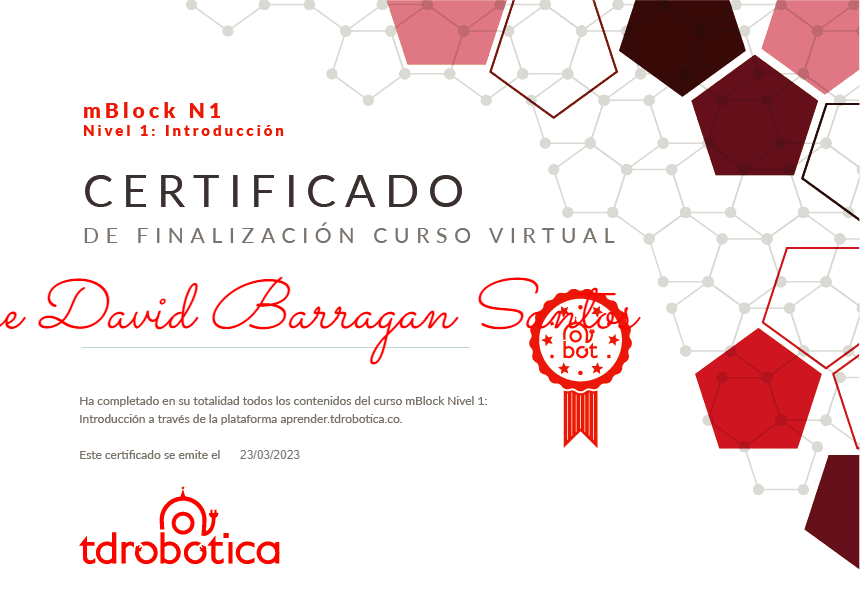 mBlock N1
Nivel 1: Introducción
CERTIFICADO
DE FINALIZACIÓN CURSO VIRTUAL
e David Barragan Santos
bot
Ha completado en su totalidad todos los contenidos del curso mBlock Nivel 1:
Introducción a través de la plataforma aprender.tdrobotica.co.
Este certificado se emite el 23/03/2023
tdrobotica